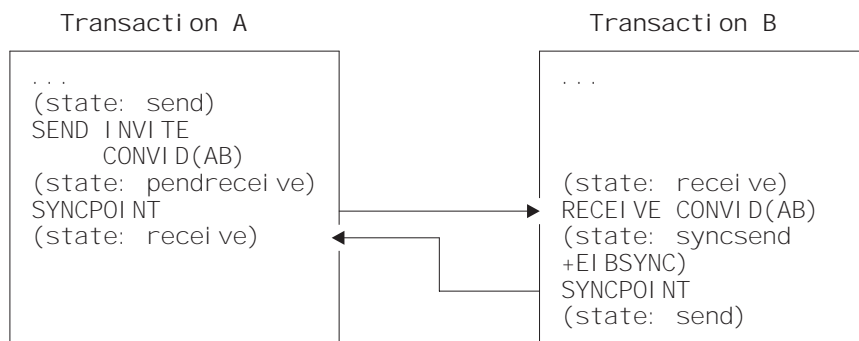 Transaction A
...
(state: send)
SEND INVITE
CONVID(AB)
(state: pendreceive)
SYNCPOINT
(state: receive)
Transaction B
...
(state: receive)
RECEIVE CONVID(AB)
(state: syncsend
+EIBSYNC)
SYNCPOINT
(state: send)